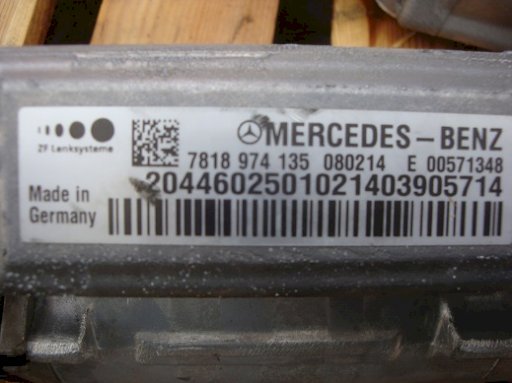 MERCEDES-BENZ
ZF Lenksysteme
7818 974 135 080214 E 00571348
2044602501021403905714
Made in
Germany